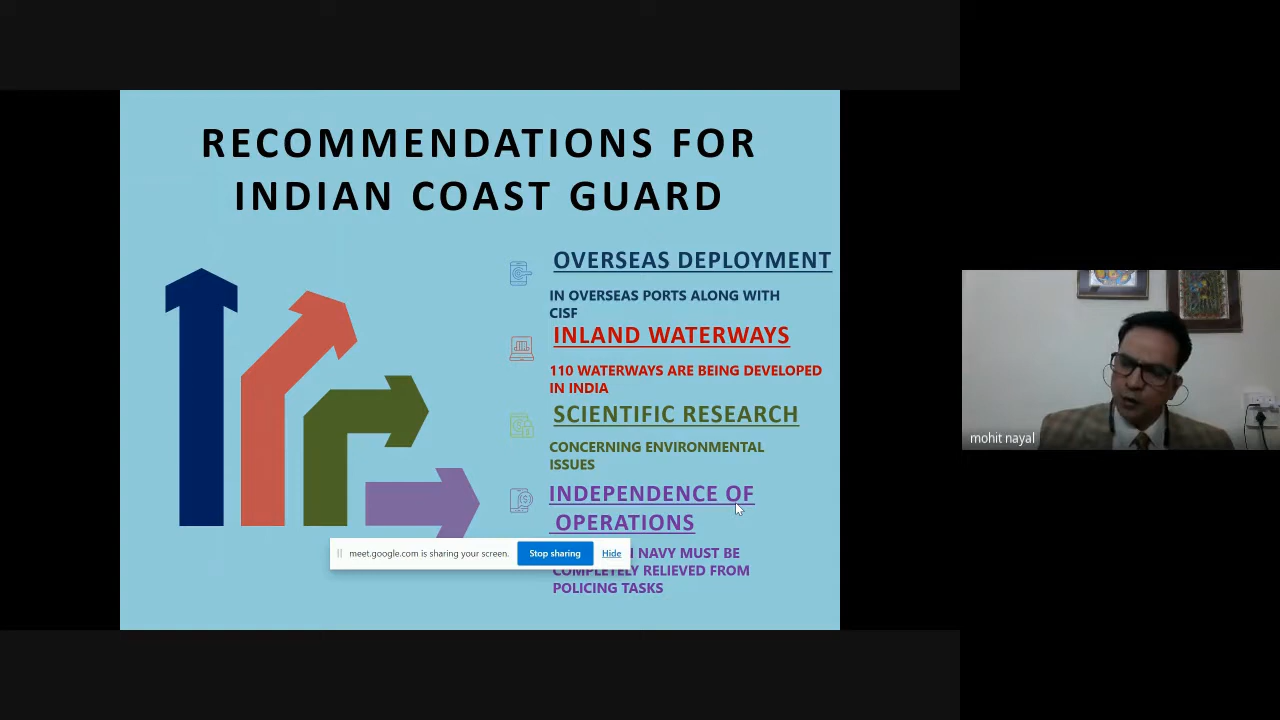 RECOMMENDATIONS FOR
INDIAN COAST GUARD
OVERSEAS DEPLOYMENT
IN OVERSEAS PORTS ALONG WITH
CISF
INLAND WATERWAYS
110 WATERWAYS ARE BEING DEVELOPED
IN INDIA
SCIENTIFIC RESEARCH
CONCERNING ENVIRONMENTAL
ISSUES
INDEPENDENCE OF
OPERATIONS
NAVY MUST BE
COMPLETELY RELIEVED FROM
POLICING TASKS
meet.google.com is sharing your screen.
Stop sharing
Hide
mohit nayal